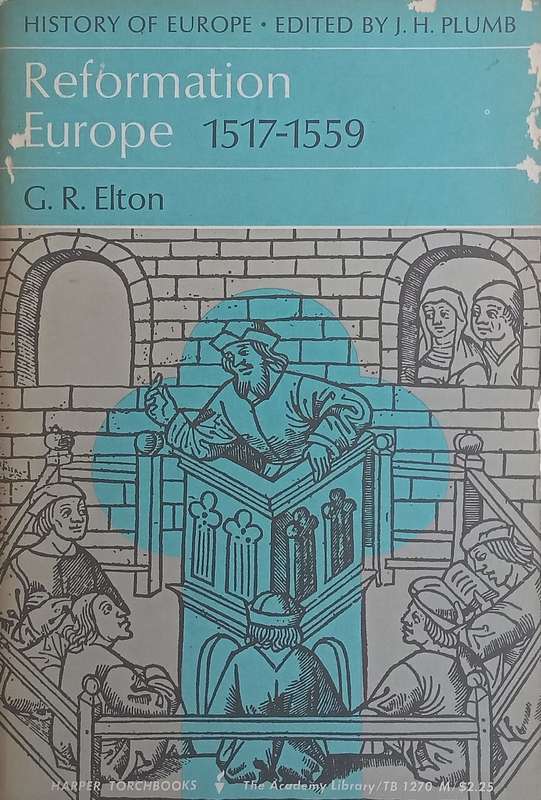 HISTORY OF EUROPE • EDITED BY J. H. PLUMB
Reformation
Europe 1517-1559
G. R. Elton
HARPER TORCHBOOKS The Academy Library/TB 1270 M/$2.25